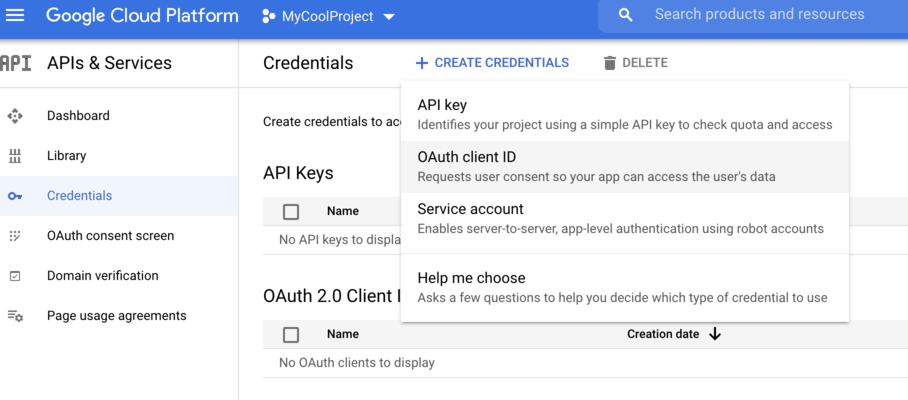 Google Cloud Platform
MyCoolProject
Search products and resources
API APIs & Services
Credentials
+ CREATE CREDENTIALS
DELETE
Dashboard
Library
Credentials
OAuth consent screen
Domain verification
Page usage agreements
Create credentials to ac
API key
Identifies your project using a simple API key to check quota and access
OAuth client ID
Requests user consent so your app can access the user's data
Service account
Enables server-to-server, app-level authentication using robot accounts
Help me choose
Asks a few questions to help you decide which type of credential to use
API Keys
Name
No API keys to displa
OAuth 2.0 Client I
Name
Creation date
No OAuth clients to display